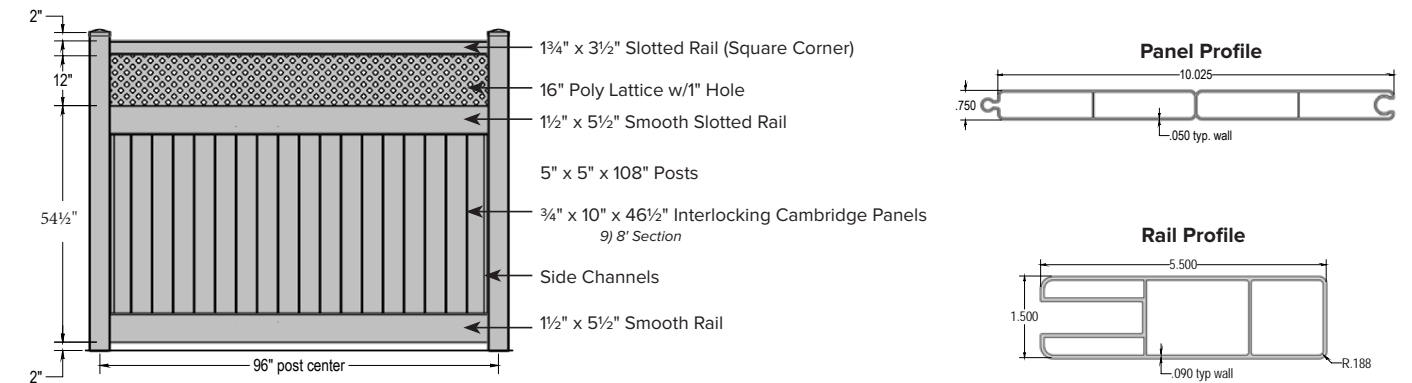 2"
12"
54½"
2"
96" post center
1¾" x 3½" Slotted Rail (Square Corner)
16" Poly Lattice w/1" Hole
1½" x 5½" Smooth Slotted Rail
5" x 5" x 108" Posts
¾" x 10" x 46½" Interlocking Cambridge Panels
9) 8' Section
Side Channels
1½" x 5½" Smooth Rail
Panel Profile
10.025
.750
.050 typ. wall
Rail Profile
5.500
1.500
.090 typ wall
R.188